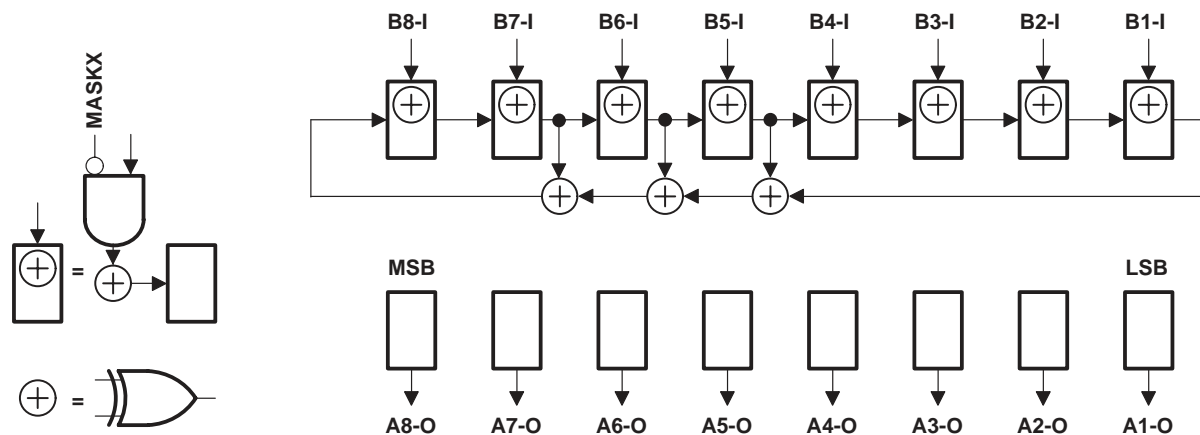 B8-I B7-I B6-I B5-I B4-I B3-I B2-I B1-I
MASKX
=
MSB LSB
=
A8-O A7-O A6-O A5-O A4-O A3-O A2-O A1-O